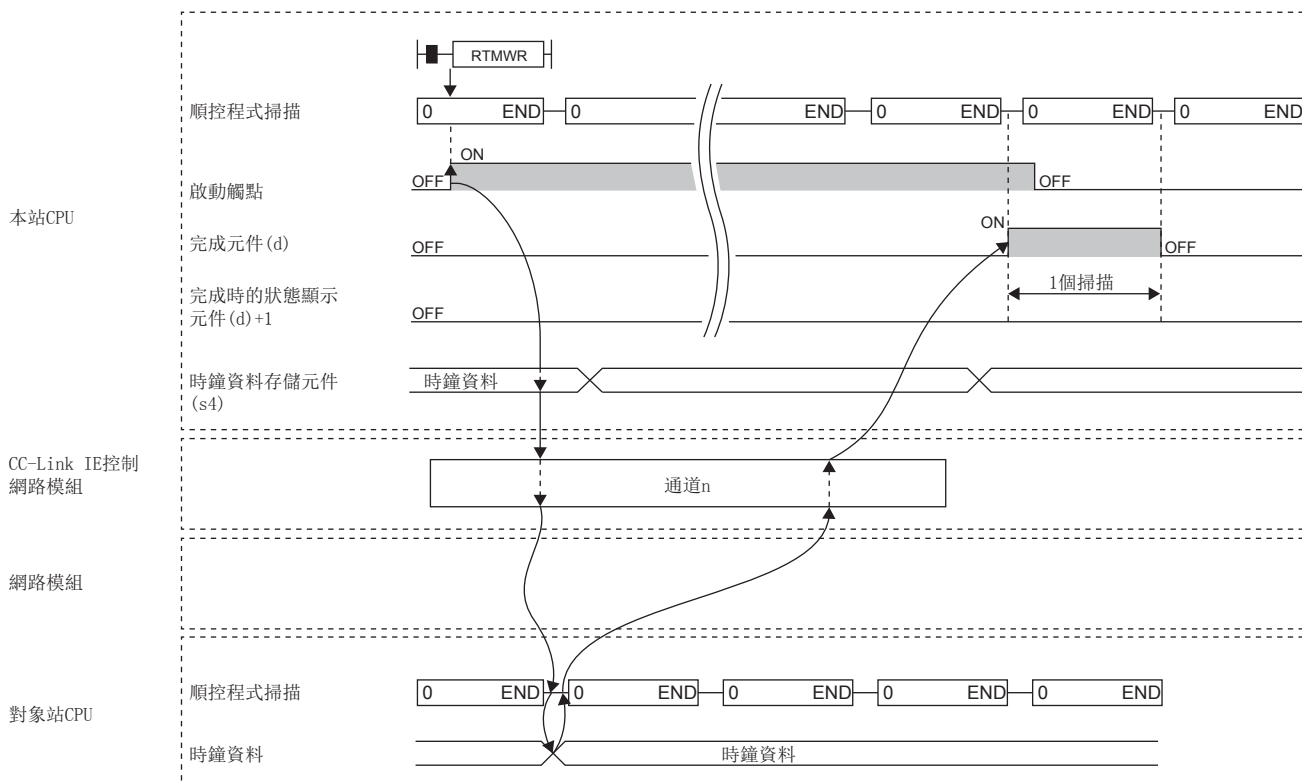 RTMWR
順控程式掃描
0 END 0 END 0 END 0 END 0 END
ON
啟動觸點
OFF
OFF
本站CPU
ON
完成元件(d)
OFF
OFF
1個掃描
完成時的狀態顯示
元件(d)+1
OFF
時鐘資料存儲元件
(s4)
時鐘資料
CC-Link IE控制
網路模組
通道n
網路模組
順控程式掃描
0 END 0 END 0 END 0 END 0 END
對象站CPU
時鐘資料
時鐘資料